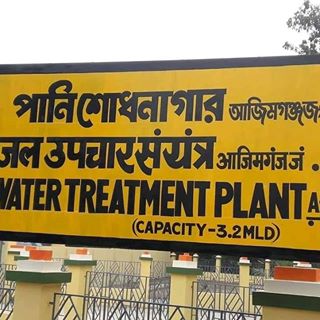 পানি শোধনাগার আজিমগঞ্জ জং
जल उपचार संयंत्र आजिमगंज जं.
WATER TREATMENT PLANT
(CAPACITY-3.2MLD)